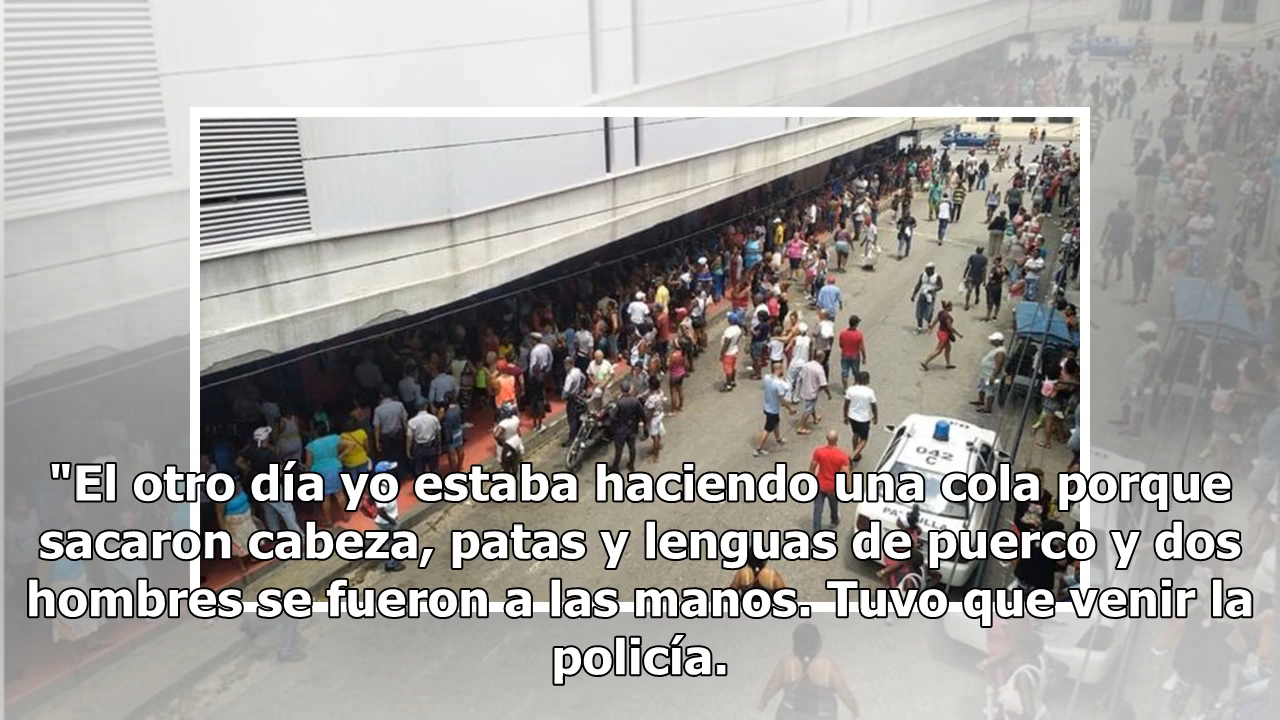 042
C
"El otro día yo estaba haciendo una cola porque
sacaron cabeza, patas y lenguas de puerco y dos
hombres se fueron a las manos. Tuvo que venir la
policía.